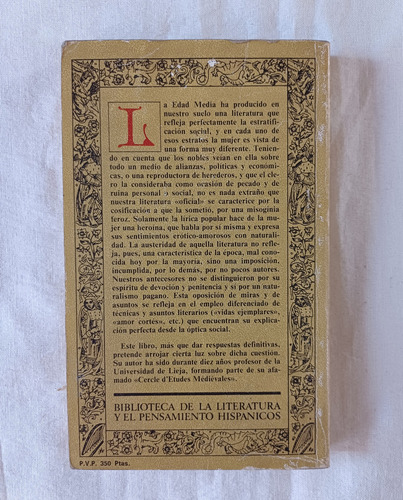 La Edad Media ha producido en
nuestro suelo una literatura que
refleja perfectamente la estratifi-
cación social, y en cada uno de
esos estratos la mujer es vista de
una forma muy diferente. Tenien-
do en cuenta que los nobles veían en ella sobre
todo un medio de alianzas, políticas y económi-
cas, o una reproductora de herederos, y que el cle-
ro la consideraba como ocasión de pecado y de
ruina personal y social, no es nada extraño que
nuestra literatura «oficial» se caracterice por la
cosificación a que la sometió, por una misoginia
feroz. Solamente la lírica popular hace de la mu-
jer una heroína, que habla por sí misma y expresa
sus sentimientos erótico-amorosos con natural-
dad. La austeridad de aquella literatura no refle-
ja, pues, una característica de la época, mal cono-
cida hoy por la mayoría, sino una imposición,
incumplida, por lo demás, por no pocos autores.
Nuestros antecesores no se distinguieron por su
espíritu de devoción y penitencia y sí por un na-
turalismo pagano. Esta oposición de miras y de
asuntos se refleja en el empleo diferenciado de
técnicas y asuntos literarios («vidas ejemplares»,
«amor cortés», etc.) que encuentran su explica-
ción perfecta desde la óptica social.
Este libro, más que dar respuestas definitivas,
pretende arrojar cierta luz sobre dicha cuestión.
Su autor ha sido durante diez años profesor de la
Universidad de Lieja, formando parte de su afa-
mado «Cercle d'Etudes Médiévales».
BIBLIOTECA DE LA LITERATURA
Y EL PENSAMIENTO HISPANICOS
P.V.P. 350 Ptas.